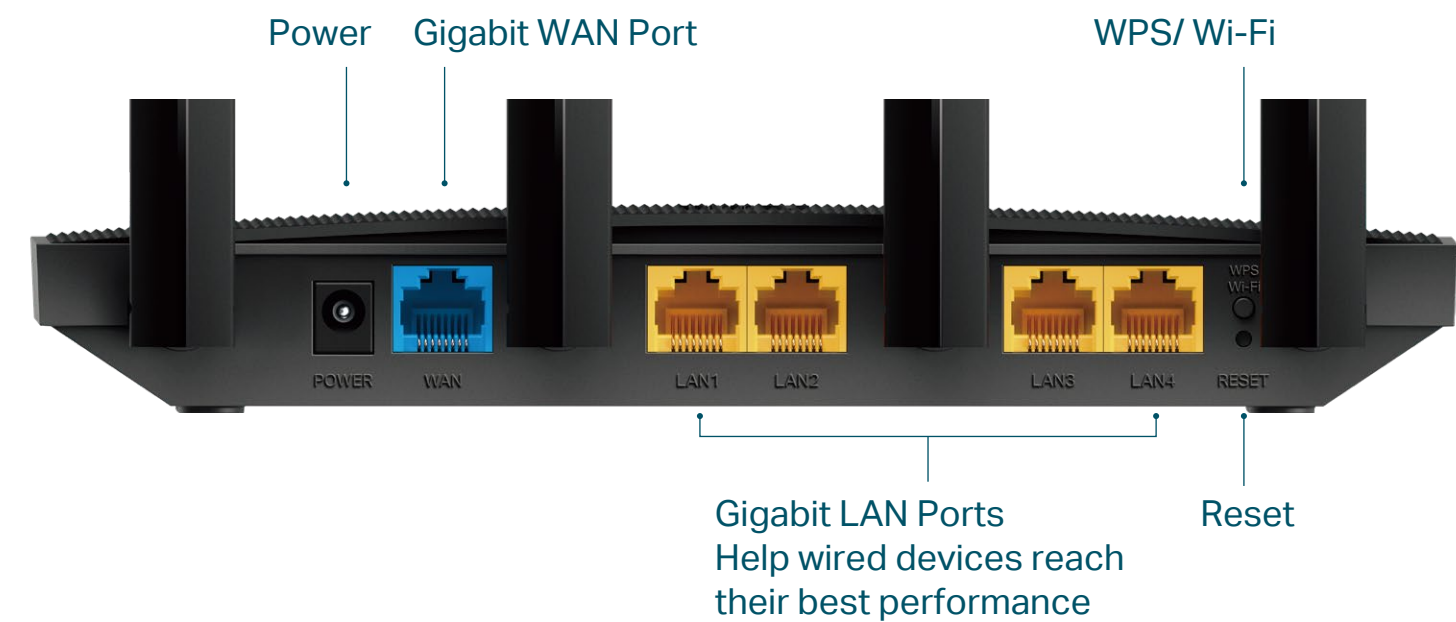 Power
Gigabit WAN Port
WPS/ Wi-Fi
WPS
Wi-Fi
POWER
WAN
LAN1
LAN2
LAN3
LAN4
RESET
Gigabit LAN Ports
Help wired devices reach
their best performance
Reset